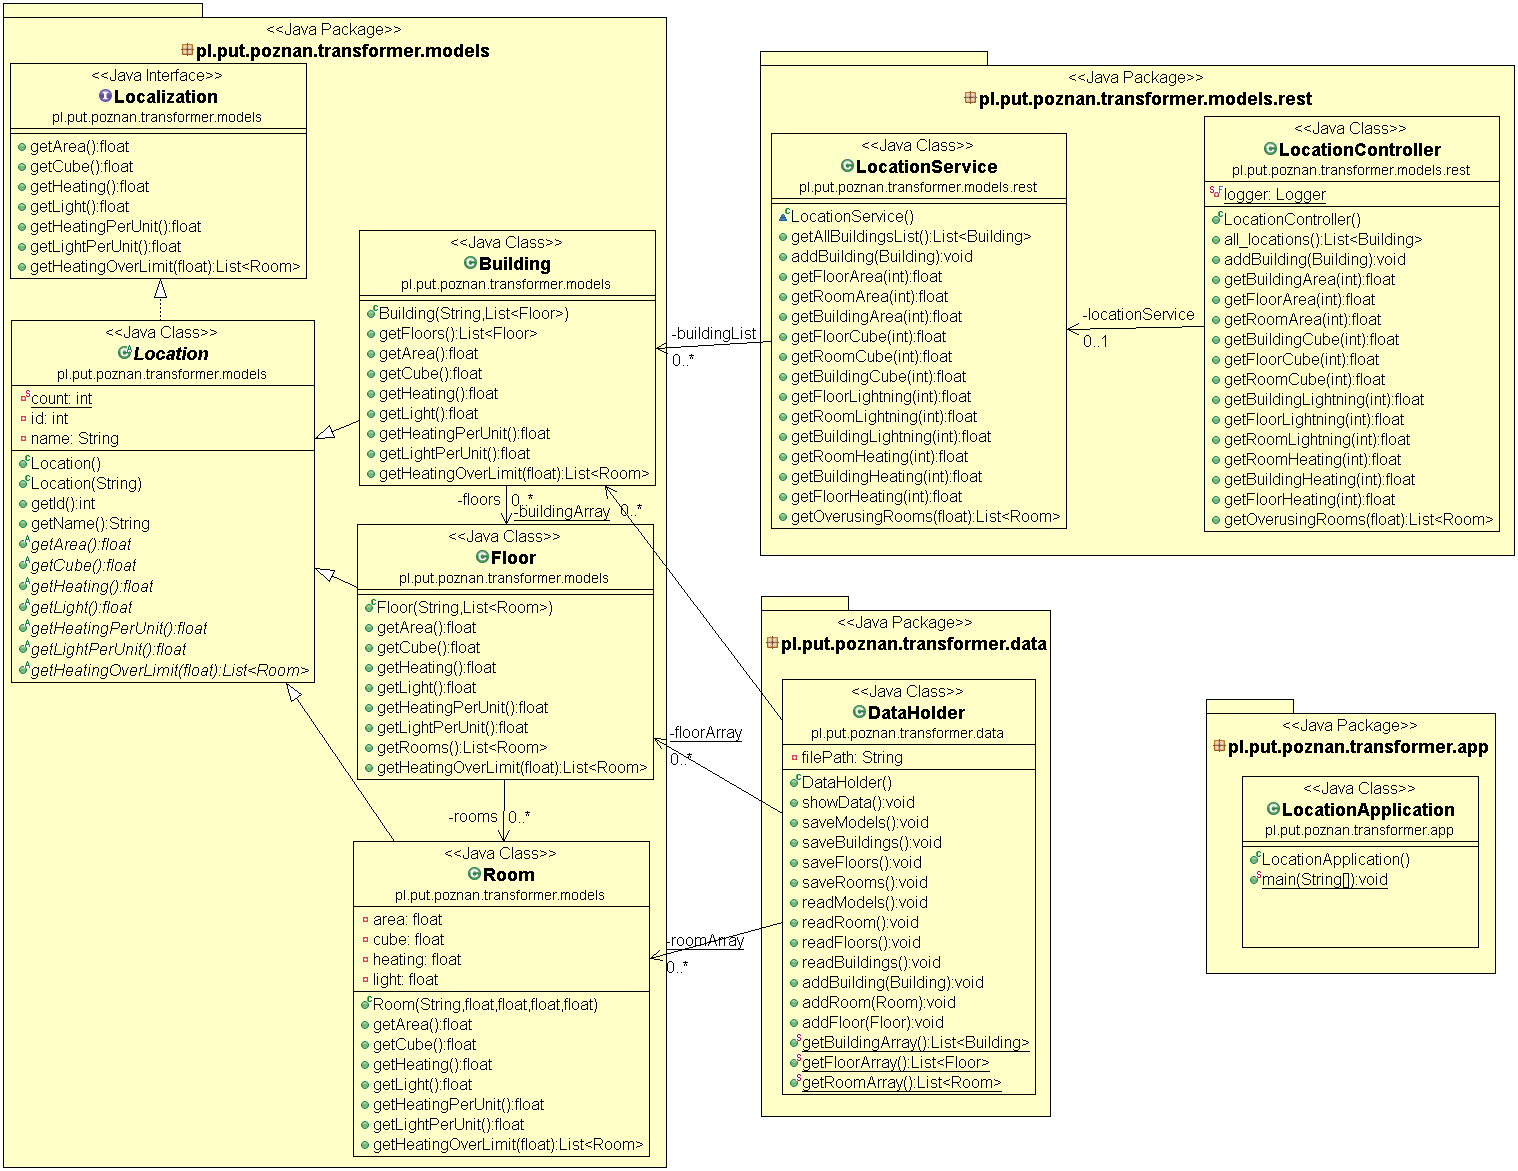 <<Java Package>>
pl.put.poznan.transformer.models
<<Java Interface>>
Localization
pl.put.poznan.transformer.models
getArea():float
getCube():float
getHeating():float
getLight():float
getHeatingPerUnit():float
getLightPerUnit():float
getHeatingOverLimit(float):List<Room>
<<Java Class>>
Location
pl.put.poznan.transformer.models
count: int
id: int
name: String
Location()
Location(String)
getId():int
getName():String
getArea():float
getCube():float
getHeating():float
getLight():float
getHeatingPerUnit():float
getLightPerUnit():float
getHeatingOverLimit(float):List<Room>
<<Java Class>>
Building
pl.put.poznan.transformer.models
Building(String,List<Floor>)
getFloors():List<Floor>
getArea():float
getCube():float
getHeating():float
getLight():float
getHeatingPerUnit():float
getLightPerUnit():float
getHeatingOverLimit(float):List<Room>
-floors 0..*
-buildingArray 0..*
<<Java Class>>
Floor
pl.put.poznan.transformer.models
Floor(String,List<Room>)
getArea():float
getCube():float
getHeating():float
getLight():float
getHeatingPerUnit():float
getLightPerUnit():float
getRooms():List<Room>
getHeatingOverLimit(float):List<Room>
-rooms 0..*
<<Java Class>>
Room
pl.put.poznan.transformer.models
area: float
cube: float
heating: float
light: float
Room(String,float,float,float,float)
getArea():float
getCube():float
getHeating():float
getLight():float
getHeatingPerUnit():float
getLightPerUnit():float
getHeatingOverLimit(float):List<Room>
-buildingList
0..*
-floorArray
0..*
-roomArray
0..*
<<Java Package>>
pl.put.poznan.transformer.models.rest
<<Java Class>>
LocationService
pl.put.poznan.transformer.models.rest
LocationService()
getAllBuildingsList():List<Building>
addBuilding(Building):void
getFloorArea(int):float
getRoomArea(int):float
getBuildingArea(int):float
getFloorCube(int):float
getRoomCube(int):float
getBuildingCube(int):float
getFloorLightning(int):float
getRoomLightning(int):float
getBuildingLightning(int):float
getRoomHeating(int):float
getBuildingHeating(int):float
getFloorHeating(int):float
getOverusingRooms(float):List<Room>
-locationService
0..1
<<Java Class>>
LocationController
pl.put.poznan.transformer.models.rest
logger: Logger
LocationController()
all_locations():List<Building>
addBuilding(Building):void
getBuildingArea(int):float
getFloorArea(int):float
getRoomArea(int):float
getBuildingCube(int):float
getFloorCube(int):float
getRoomCube(int):float
getBuildingLightning(int):float
getFloorLightning(int):float
getRoomLightning(int):float
getRoomHeating(int):float
getBuildingHeating(int):float
getFloorHeating(int):float
getOverusingRooms(float):List<Room>
<<Java Package>>
pl.put.poznan.transformer.data
<<Java Class>>
DataHolder
pl.put.poznan.transformer.data
filePath: String
DataHolder()
showData():void
saveModels():void
saveBuildings():void
saveFloors():void
saveRooms():void
readModels():void
readRoom():void
readFloors():void
readBuildings():void
addBuilding(Building):void
addRoom(Room):void
addFloor(Floor):void
getBuildingArray():List<Building>
getFloorArray():List<Floor>
getRoomArray():List<Room>
<<Java Package>>
pl.put.poznan.transformer.app
<<Java Class>>
LocationApplication
pl.put.poznan.transformer.app
LocationApplication()
main(String[]):void